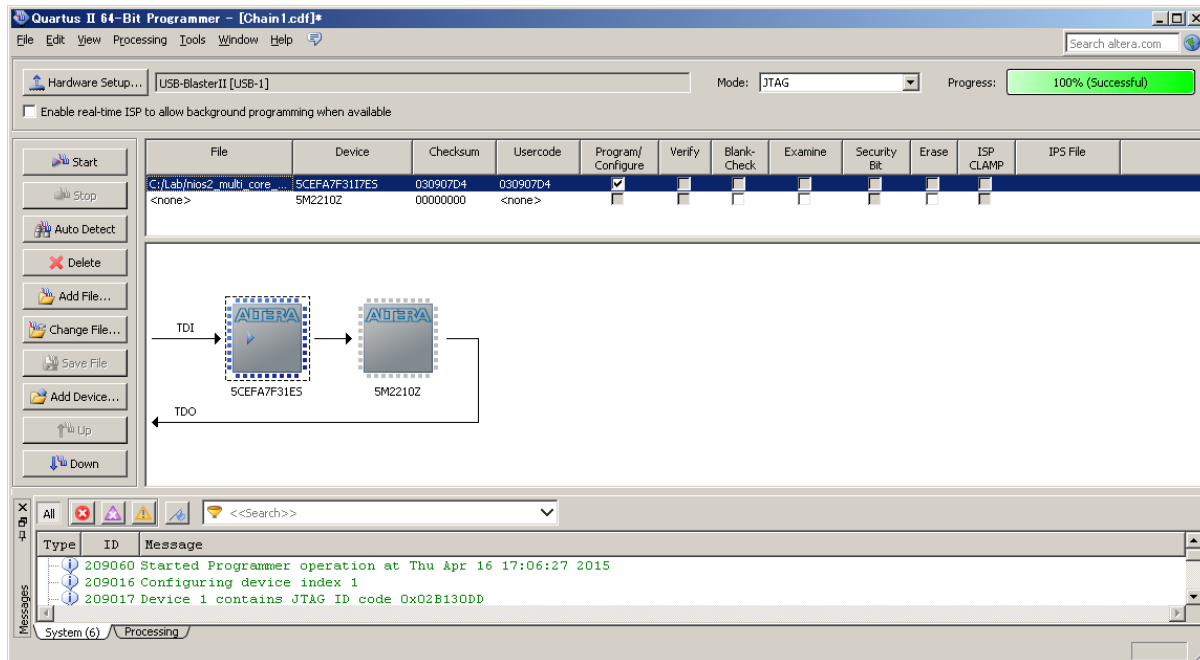 Quartus II 64-Bit Programmer - [Chain1.cdf]*
File Edit View Processing Tools Window Help
Search altera.com
Hardware Setup... USB-BlasterII [USB-1] Mode: JTAG Progress: 100% (Successful)
Enable real-time ISP to allow background programming when available
Start
Stop
Auto Detect
Delete
Add File...
Change File...
Save File
Add Device...
Up
Down
File Device Checksum Usercode Program/ Configure Verify Blank- Check Examine Security Bit Erase ISP CLAMP IPS File
C:/Lab/nios2_multi_core_... 5CEFA7F31I7ES 030907D4 030907D4
<none> 5M2210Z 00000000 <none>
ALTERA ALTERA
TDI
5CEFA7F31ES 5M2210Z
TDO
All <<Search>>
Type ID Message
209060 Started Programmer operation at Thu Apr 16 17:06:27 2015
209016 Configuring device index 1
209017 Device 1 contains JTAG ID code 0x02B130DD
Messages
System (6) Processing